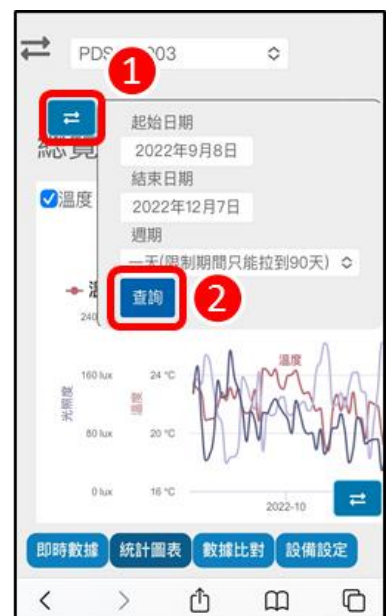 PDS 003
1
總覽
起始日期
2022年9月8日
結束日期
2022年12月7日
週期
一天(限制期間只能拉到90天)
溫度
查詢
2
240
160 lux
80 lux
0 lux
光照度
24 °C
20 °C
16 °C
溫度
溫度
2022-10
即時數據
統計圖表
數據比對
設備設定